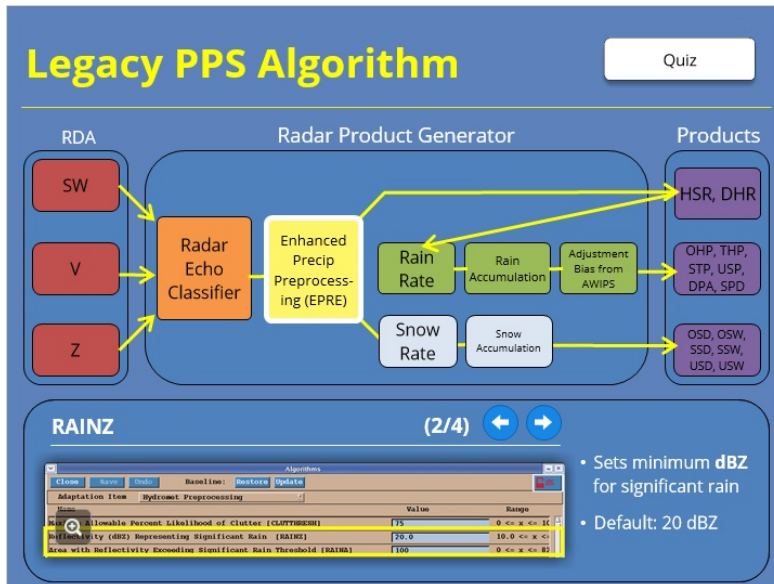 Legacy PPS Algorithm
Quiz
RDA
Radar Product Generator
Products
SW
V
Z
Radar
Echo
Classifier
Enhanced
Precip
Preprocess-
ing (EPRE)
Rain
Rate
Rain
Accumulation
Adjustment
Bias from
AWIPS
Snow
Rate
Snow
Accumulation
HSR, DHR
OHP, THP,
STP, USP,
DPA, SPD
OSD, OSW,
SSD, SSW,
USD, USW
RAINZ
(2/4)
Algorithms
Close Save Undo Baseline: Restore Update
Adaptation Item Hydromet Preprocessing
Name Value Range
Allowable Percent Likelihood of Clutter [CLUTTHRESH] 75 0 <= x <=
(dBZ) Representing Significant Rain [RAINZ] 20.0 10.0 <= x <=
Area with Reflectivity Exceeding Significant Rain Threshold [RAINA] 100 0 <= x <= 82
• Sets minimum dBZ
for significant rain
• Default: 20 dBZ